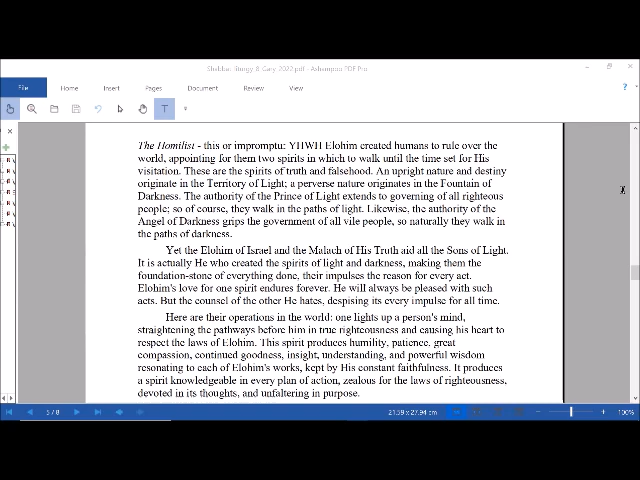 Shabbat liturgy 8 Gary 2022.pdf - Ashampoo PDF Pro
File Home Insert Pages Document Review View
The Homilist - this or impromptu: YHWH Elohim created humans to rule over the
world, appointing for them two spirits in which to walk until the time set for His
visitation. These are the spirits of truth and falsehood. An upright nature and destiny
originate in the Territory of Light; a perverse nature originates in the Fountain of
Darkness. The authority of the Prince of Light extends to governing of all righteous
people; so of course, they walk in the paths of light. Likewise, the authority of the
Angel of Darkness grips the government of all vile people, so naturally they walk in
the paths of darkness.
Yet the Elohim of Israel and the Malach of His Truth aid all the Sons of Light.
It is actually He who created the spirits of light and darkness, making them the
foundation-stone of everything done, their impulses the reason for every act.
Elohim's love for one spirit endures forever. He will always be pleased with such
acts. But the counsel of the other He hates, despising its every impulse for all time.
Here are their operations in the world: one lights up a person's mind,
straightening the pathways before him in true righteousness and causing his heart to
respect the laws of Elohim. This spirit produces humility, patience, great
compassion, continued goodness, insight, understanding, and powerful wisdom
resonating to each of Elohim's works, kept by His constant faithfulness. It produces
a spirit knowledgeable in every plan of action, zealous for the laws of righteousness,
devoted in its thoughts, and unfaltering in purpose.
5 / 8 21.59 x 27.94 cm 100%